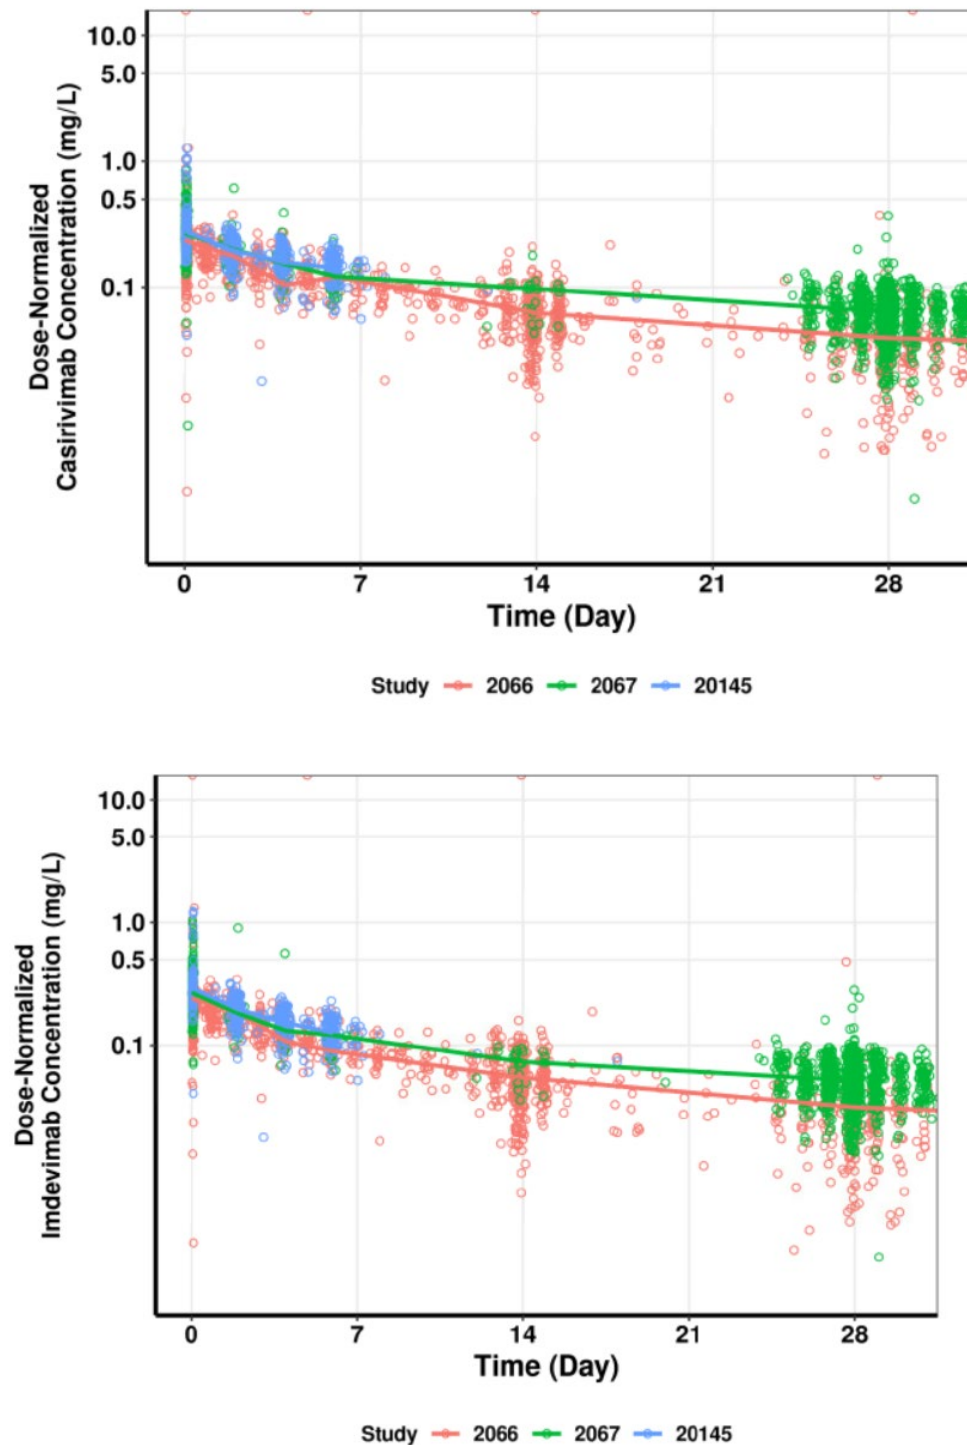 Dose-Normalized
Casirivimab Concentration (mg/L)
10.0
5.0
1.0
0.5
0.1
0 7 14 21 28
Time (Day)
Study 2066 2067 20145
Dose-Normalized
Imdevimab Concentration (mg/L)
10.0
5.0
1.0
0.5
0.1
0 7 14 21 28
Time (Day)
Study 2066 2067 20145